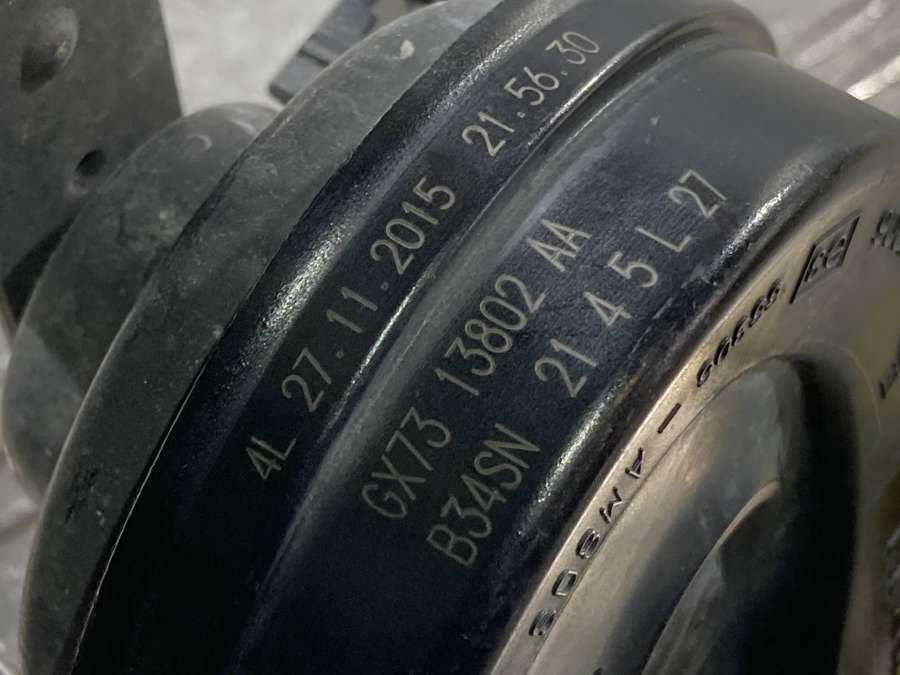 4L 27.11.2015 21.56.30
GX73 13802 AA
B34SN 21 4 5 L 27